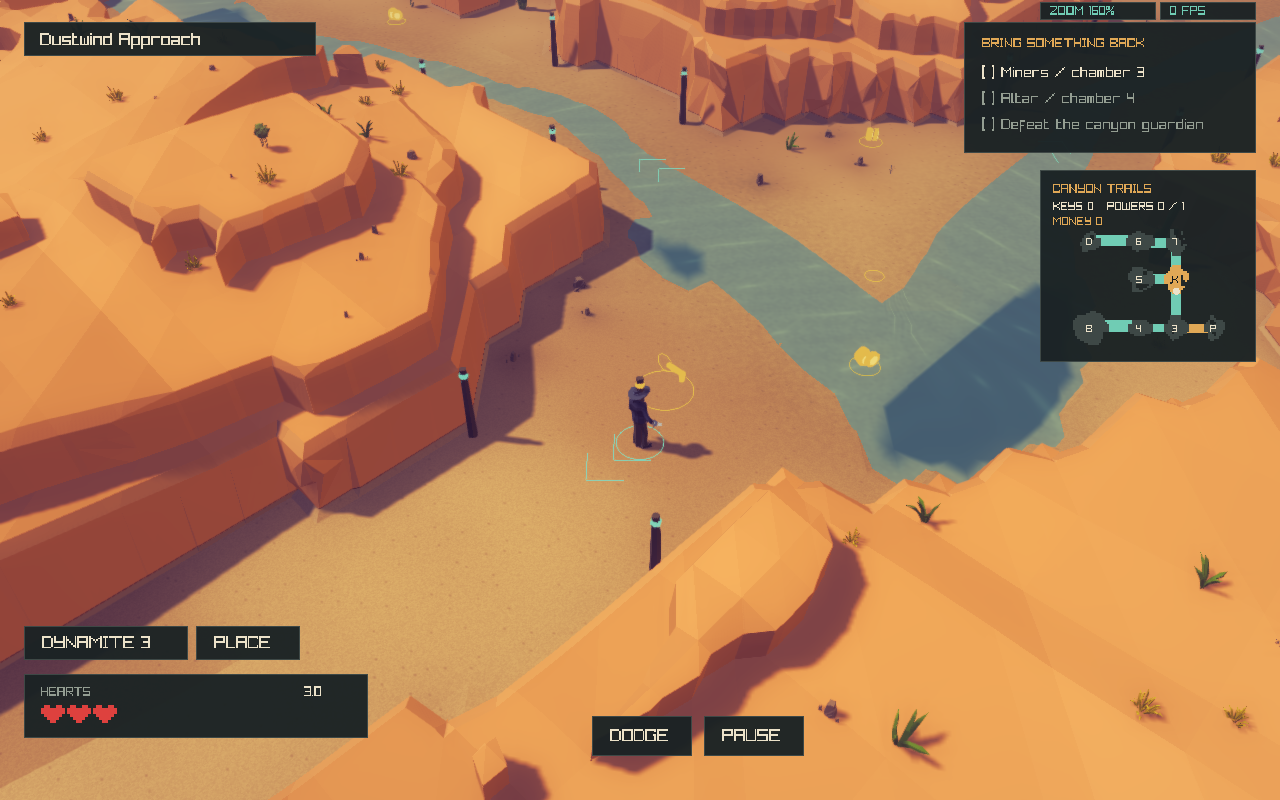 Dustwind Approach
ZOOM 160%
0 FPS
BRING SOMETHING BACK
[ ] Miners / chamber 3
[ ] Altar / chamber 4
[ ] Defeat the canyon guardian
CANYON TRAILS
KEYS 0 POWERS 0 / 1
MONEY 0
D 6 7
S K
B 4 3 P
DYNAMITE 3
PLACE
HEARTS 3.0
DODGE
PAUSE